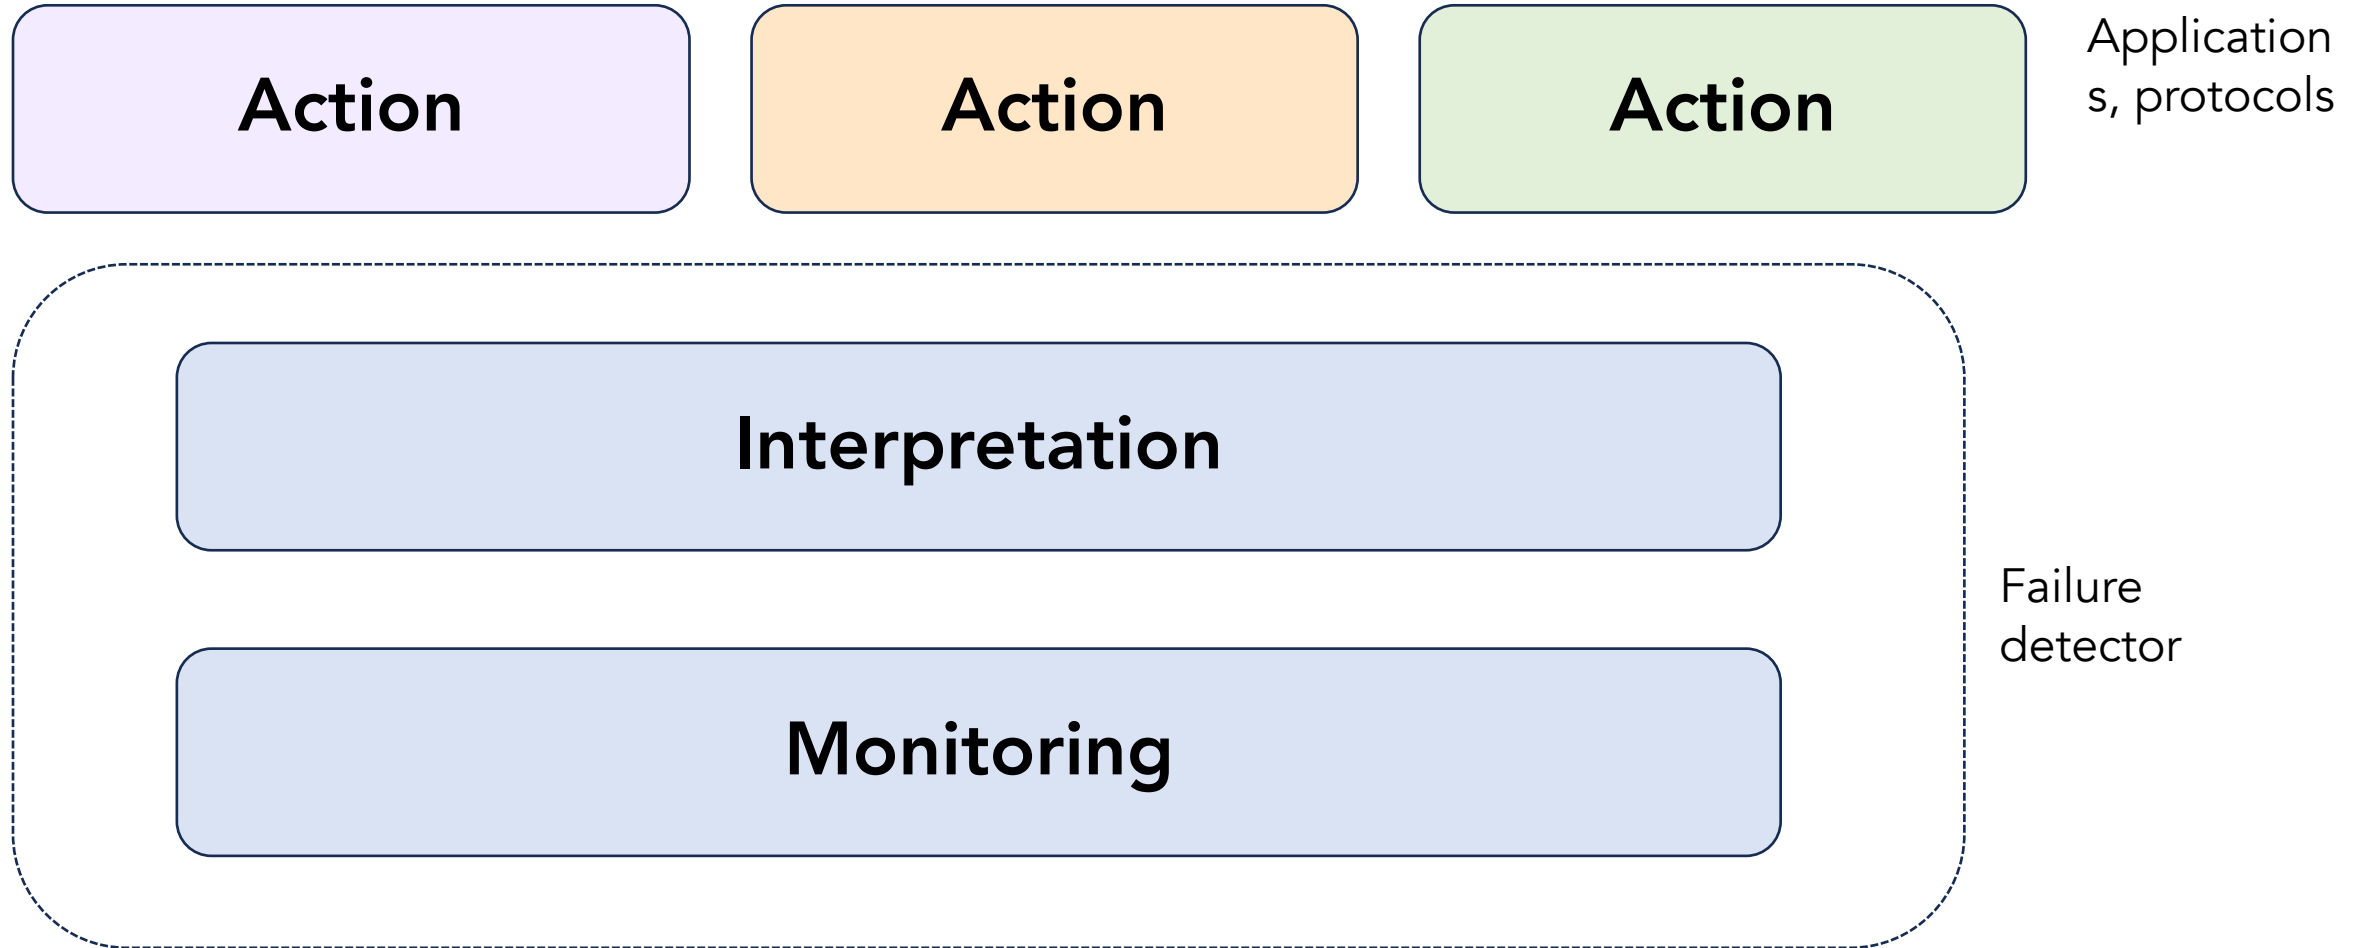 Action
Action
Action
Application
s, protocols
Interpretation
Failure
detector
Monitoring